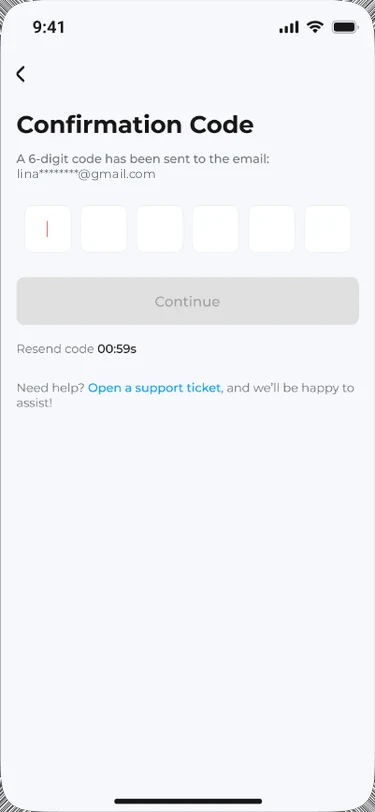 9:41
Confirmation Code
A 6-digit code has been sent to the email:
lina********@gmail.com
Continue
Resend code 00:59s
Need help? Open a support ticket, and we'll be happy to
assist!